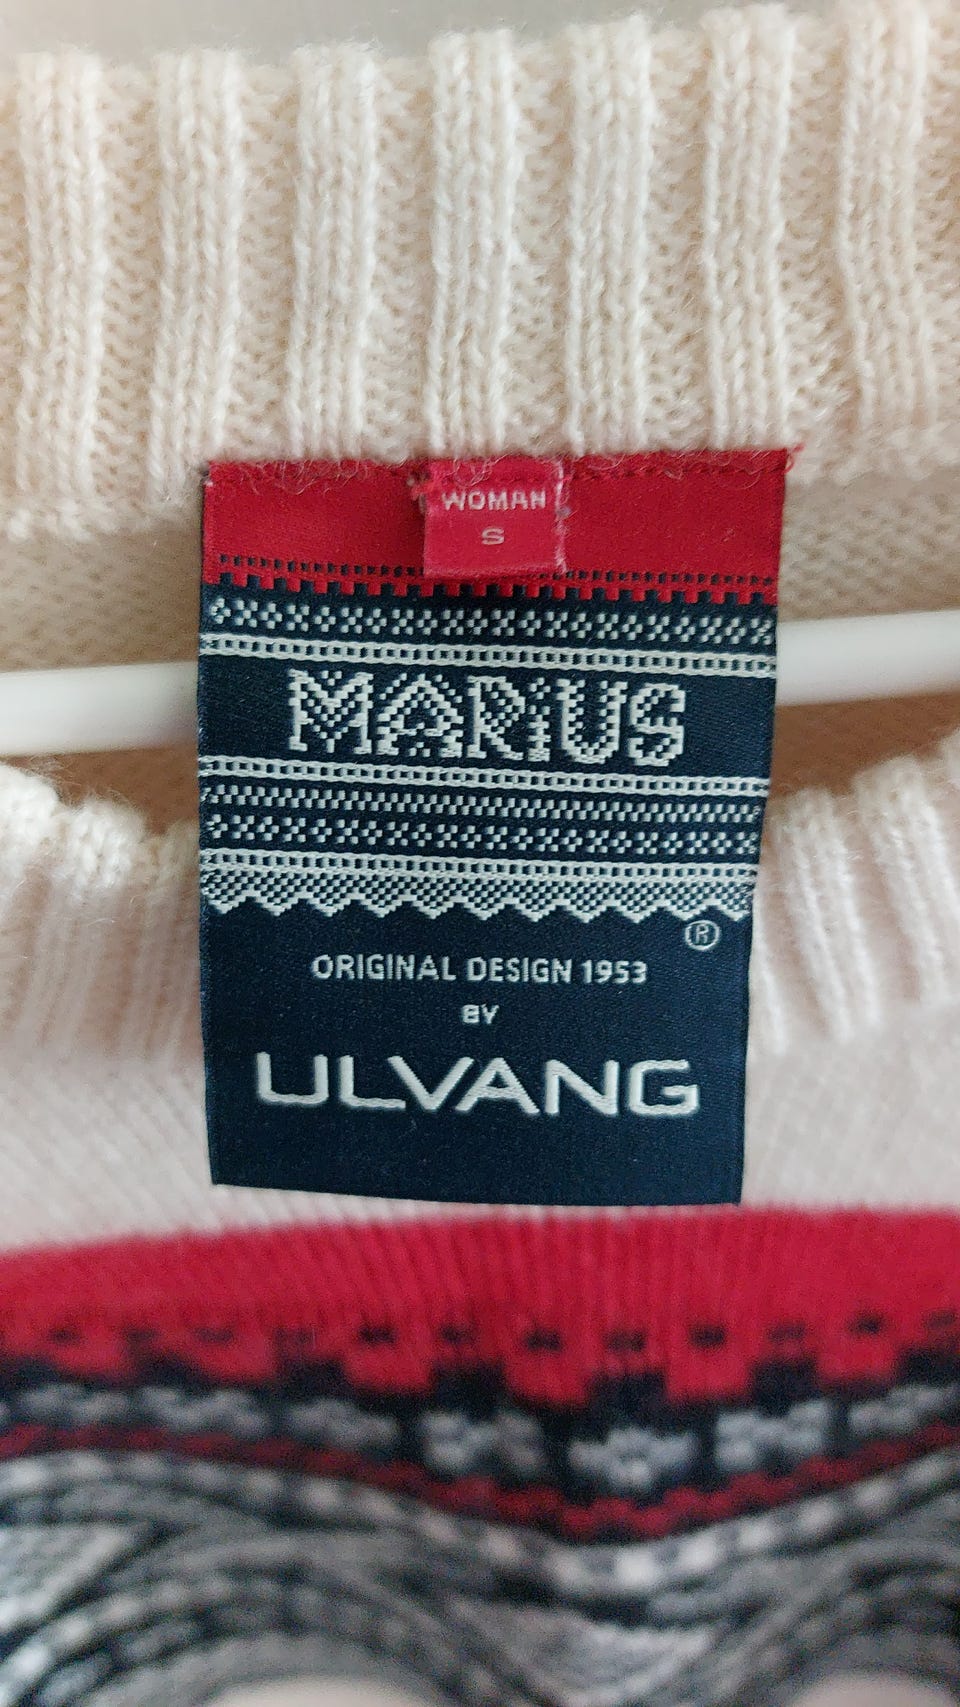 WOMAN
S
MARIUS
®
ORIGINAL DESIGN 1953
BY
ULVANG